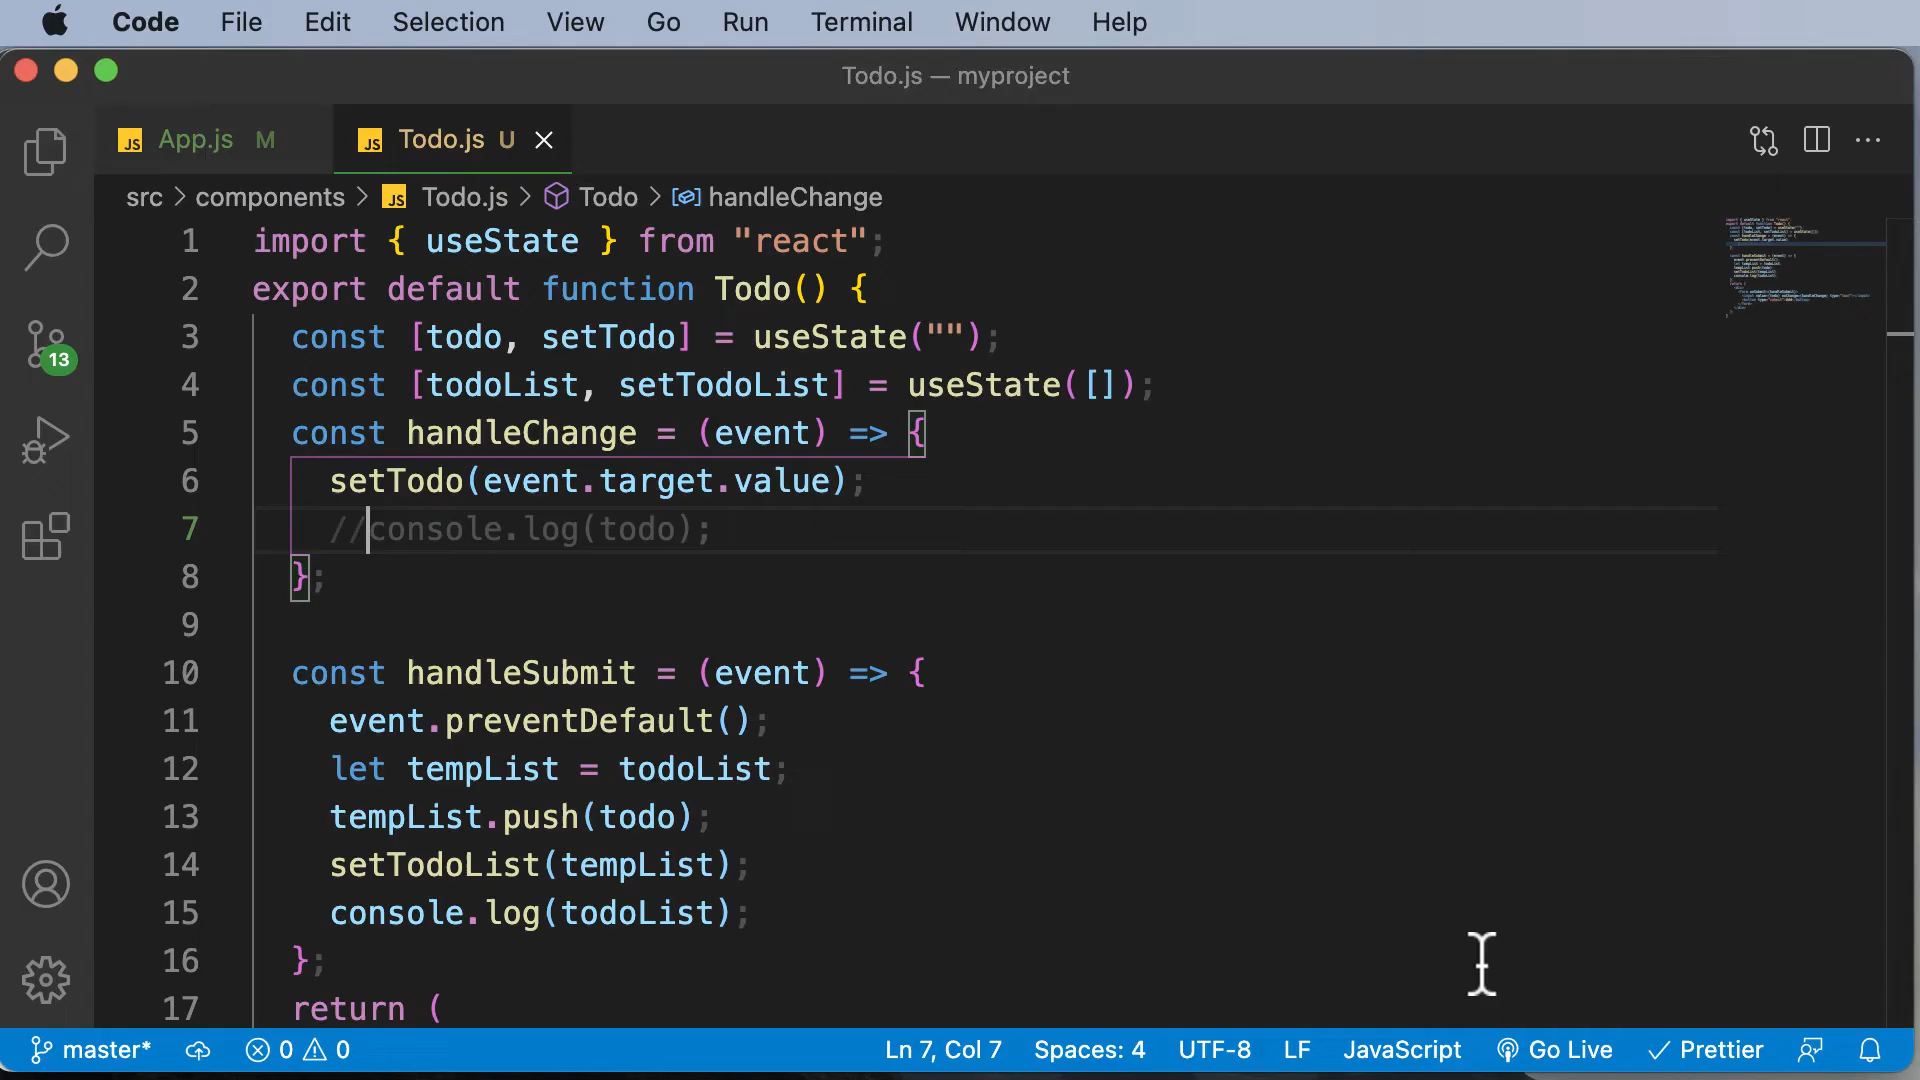 Code File Edit Selection View Go Run Terminal Window Help
Todo.js — myproject
JS App.js M JS Todo.js U
src > components > JS Todo.js > Todo > handleChange
1 import { useState } from "react";
2 export default function Todo() {
3 const [todo, setTodo] = useState("");
4 const [todoList, setTodoList] = useState([]);
5 const handleChange = (event) => {
6 setTodo(event.target.value);
7 //console.log(todo);
8 };
9
10 const handleSubmit = (event) => {
11 event.preventDefault();
12 let tempList = todoList;
13 tempList.push(todo);
14 setTodoList(tempList);
15 console.log(todoList);
16 };
17 return (
13
master* 0 0 Ln 7, Col 7 Spaces: 4 UTF-8 LF JavaScript Go Live Prettier